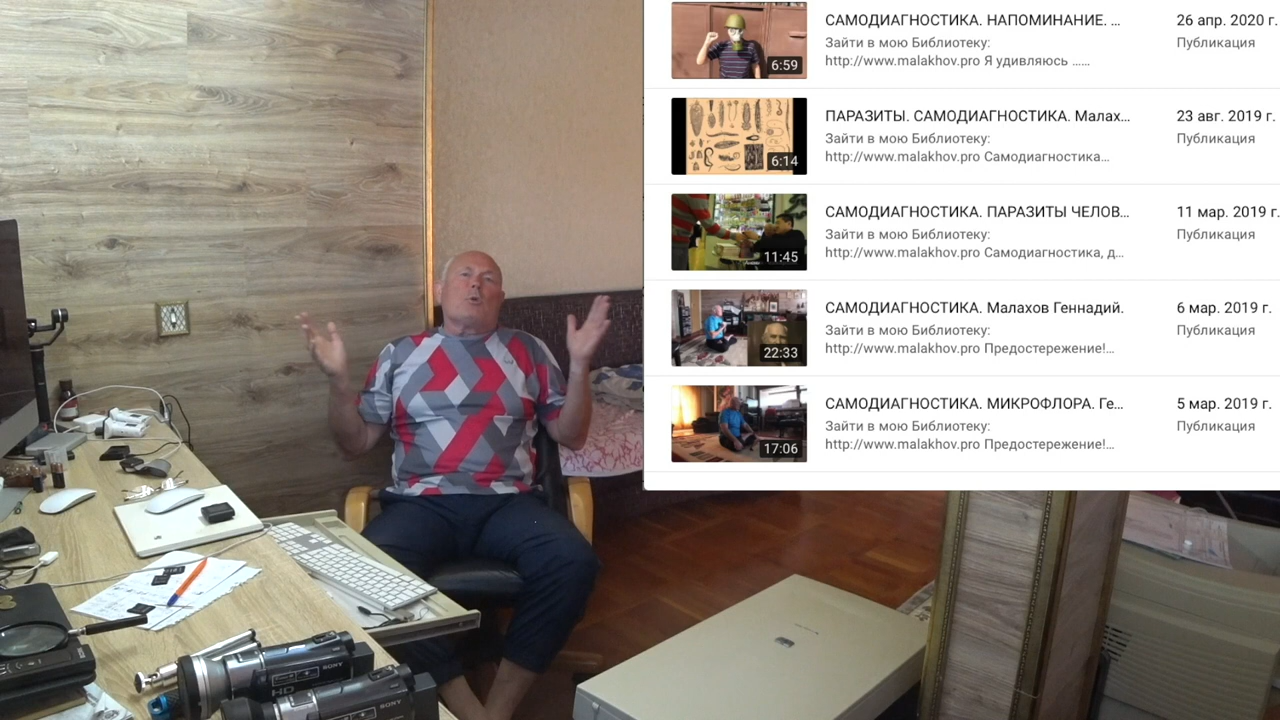 САМОДИАГНОСТИКА. НАПОМИНАНИЕ. ...
26 апр. 2020 г.
Зайти в мою Библиотеку:
Публикация
http://www.malakhov.pro Я удивляюсь ......
6:59
ПАРАЗИТЫ. САМОДИАГНОСТИКА. Малах...
23 авг. 2019 г.
Зайти в мою Библиотеку:
Публикация
http://www.malakhov.pro Самодиагностика...
6:14
САМОДИАГНОСТИКА. ПАРАЗИТЫ ЧЕЛОВ...
11 мар. 2019 г.
Зайти в мою Библиотеку:
Публикация
http://www.malakhov.pro Самодиагностика, д...
11:45
САМОДИАГНОСТИКА. Малахов Геннадий.
6 мар. 2019 г.
Зайти в мою Библиотеку:
Публикация
http://www.malakhov.pro Предостережение!...
22:33
САМОДИАГНОСТИКА. МИКРОФЛОРА. Ге...
5 мар. 2019 г.
Зайти в мою Библиотеку:
Публикация
http://www.malakhov.pro Предостережение!...
17:06
SONY
HD
SONY